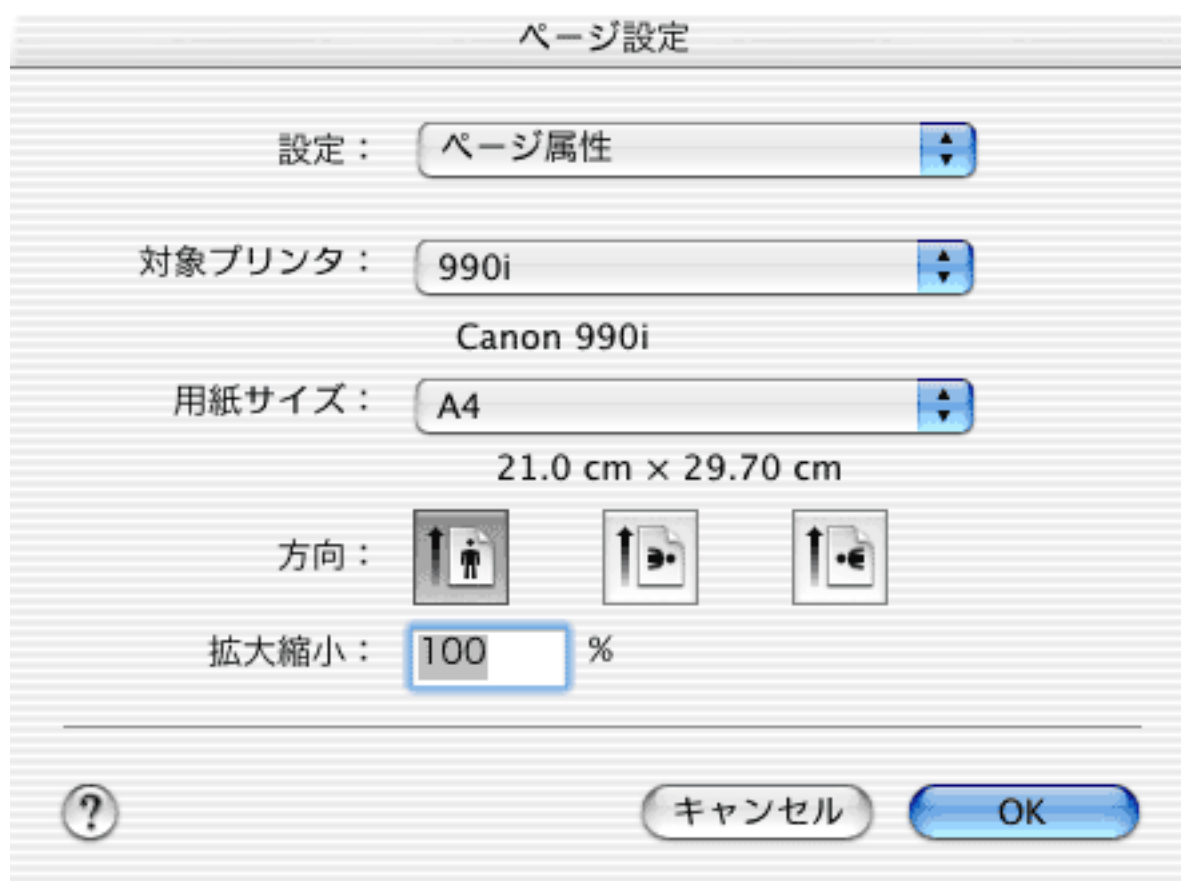 ページ設定
設定： ページ属性
対象プリンタ： 990i
Canon 990i
用紙サイズ： A4
21.0 cm × 29.70 cm
方向：
拡大縮小： 100 %
? キャンセル OK